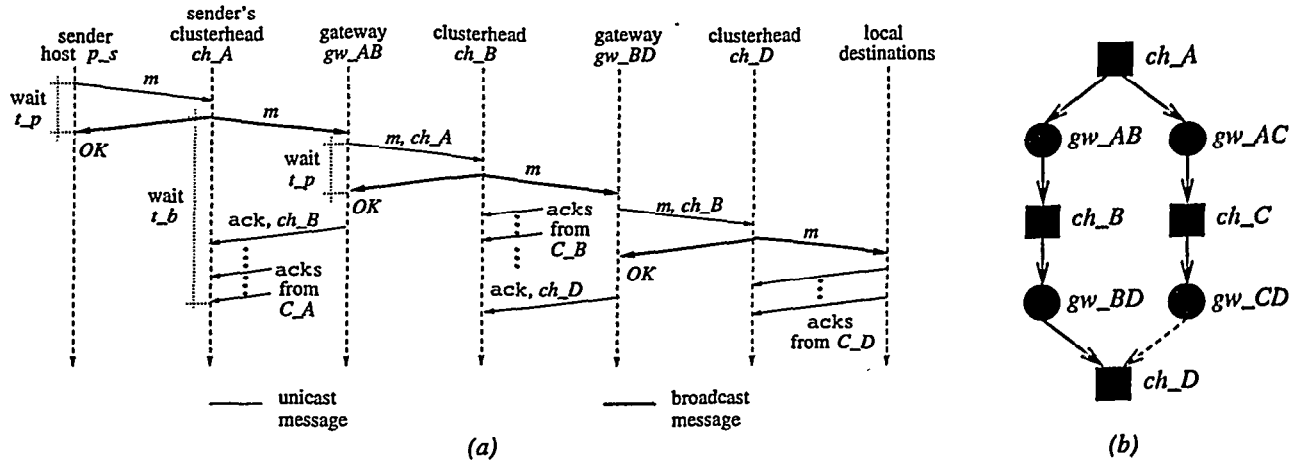 sender
host p_s
sender's
clusterhead
ch_A
gateway
gw_AB
clusterhead
ch_B
gateway
gw_BD
clusterhead
ch_D
local
destinations
m
wait
t_p
OK
m
m, ch_A
wait
t_p
OK
m
wait
t_b
ack, ch_B
acks
from
C_A
acks
from
C_B
m, ch_B
OK
m
ack, ch_D
acks
from C_D
unicast
message
broadcast
message
(a)
ch_A
gw_AB
gw_AC
ch_B
ch_C
gw_BD
gw_CD
ch_D
(b)